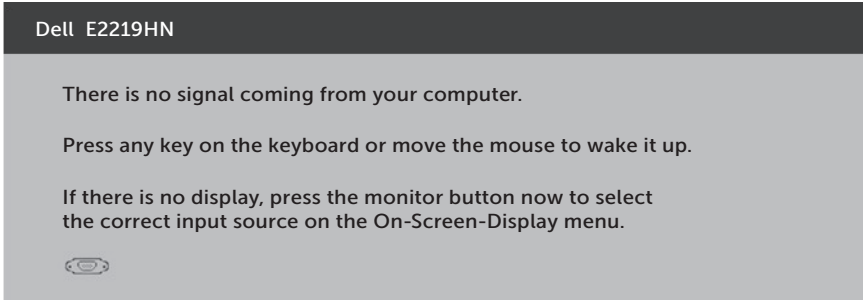 Dell E2219HN
There is no signal coming from your computer.
Press any key on the keyboard or move the mouse to wake it up.
If there is no display, press the monitor button now to select
the correct input source on the On-Screen-Display menu.